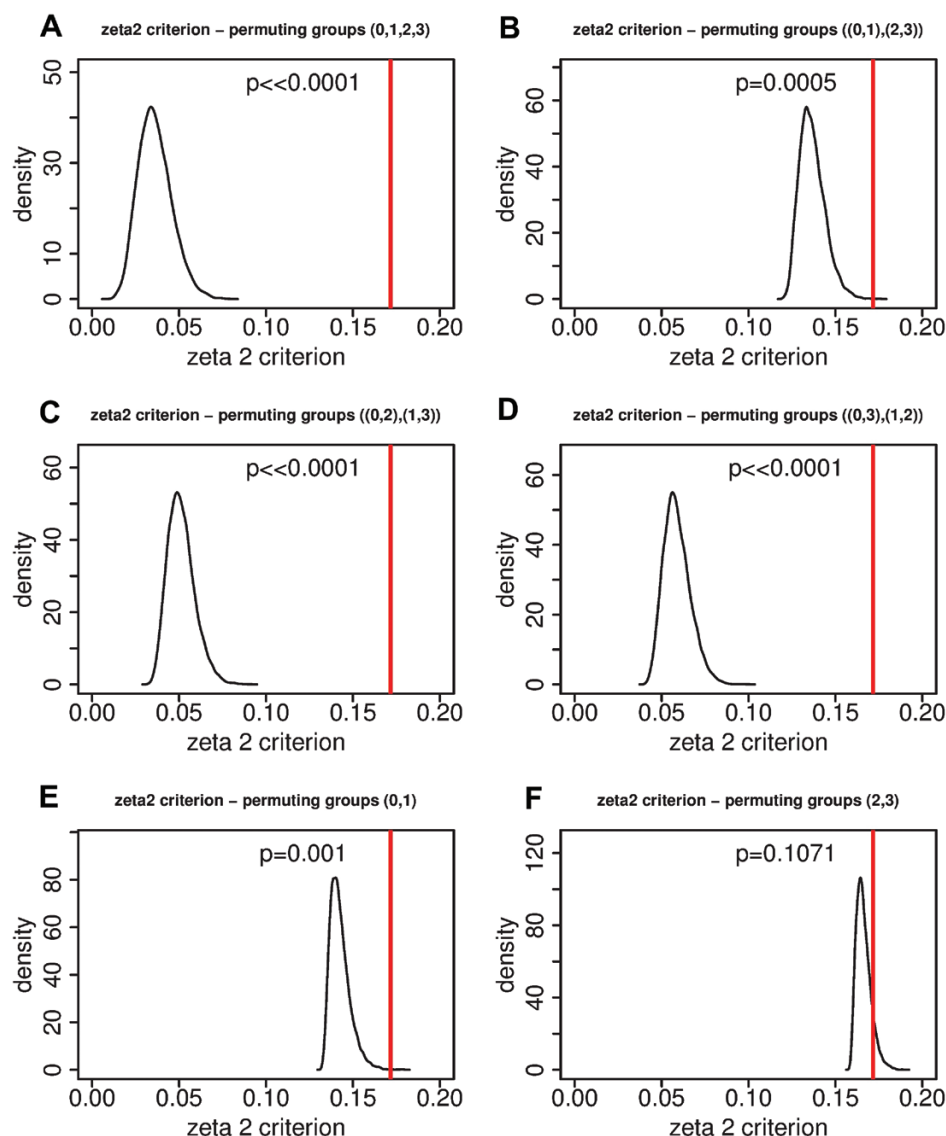 A zeta2 criterion – permuting groups (0,1,2,3)
p<<0.0001
density
0 10 30 50
0.00 0.05 0.10 0.15 0.20
zeta 2 criterion
B zeta2 criterion – permuting groups ((0,1),(2,3))
p=0.0005
density
0 20 40 60
0.00 0.05 0.10 0.15 0.20
zeta 2 criterion
C zeta2 criterion – permuting groups ((0,2),(1,3))
p<<0.0001
density
0 20 40 60
0.00 0.05 0.10 0.15 0.20
zeta 2 criterion
D zeta2 criterion – permuting groups ((0,3),(1,2))
p<<0.0001
density
0 20 40 60
0.00 0.05 0.10 0.15 0.20
zeta 2 criterion
E zeta2 criterion – permuting groups (0,1)
p=0.001
density
0 20 40 60 80
0.00 0.05 0.10 0.15 0.20
zeta 2 criterion
F zeta2 criterion – permuting groups (2,3)
p=0.1071
density
0 40 80 120
0.00 0.05 0.10 0.15 0.20
zeta 2 criterion